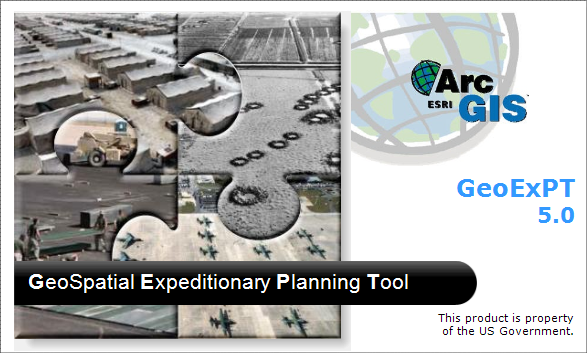 Arc
ESRI GIS
GeoExPT
5.0
GeoSpatial Expeditionary Planning Tool
This product is property
of the US Government.